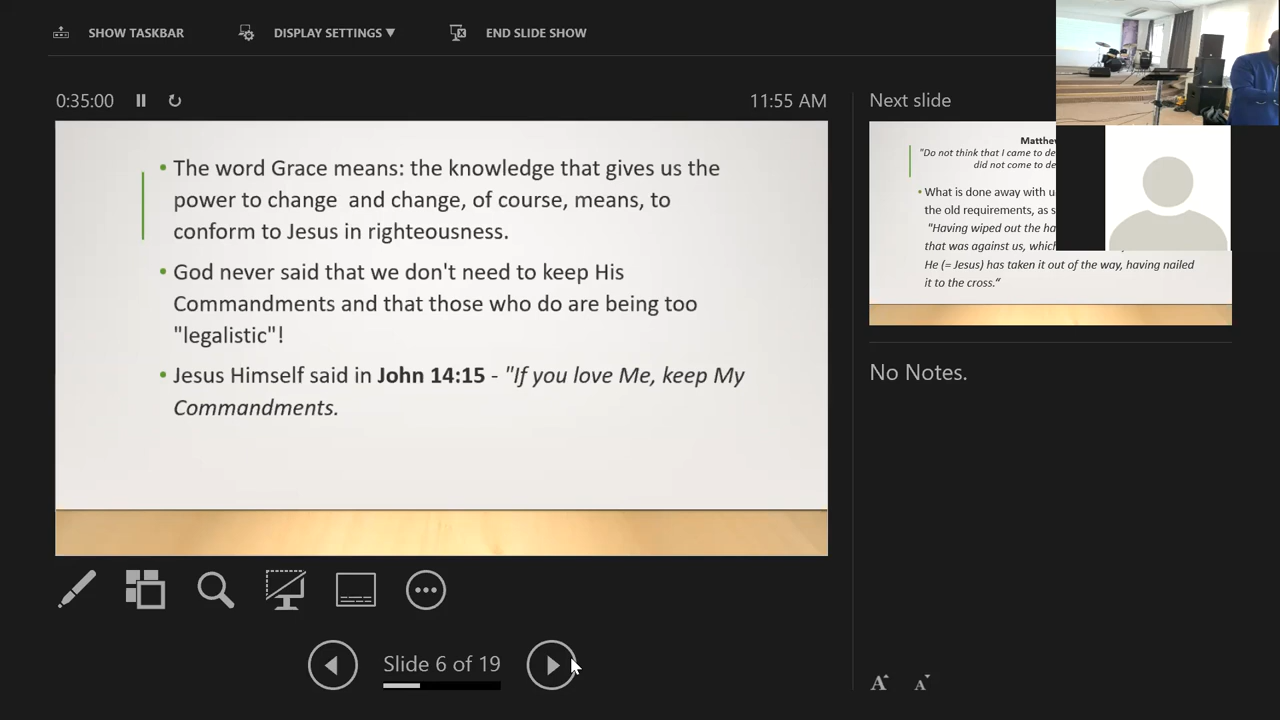 SHOW TASKBAR
DISPLAY SETTINGS ▼
END SLIDE SHOW
0:35:00
11:55 AM
• The word Grace means: the knowledge that gives us the
power to change  and change, of course, means, to
conform to Jesus in righteousness.
• God never said that we don't need to keep His
Commandments and that those who do are being too
"legalistic"!
• Jesus Himself said in John 14:15 - "If you love Me, keep My
Commandments.
Slide 6 of 19
Next slide
"Do not think that I came to
did not come to
• What is done away with
the old requirements, as
"Having wiped out the
that was against us,
He (= Jesus) has taken it out of the way, having nailed
it to the cross.“
No Notes.
A A